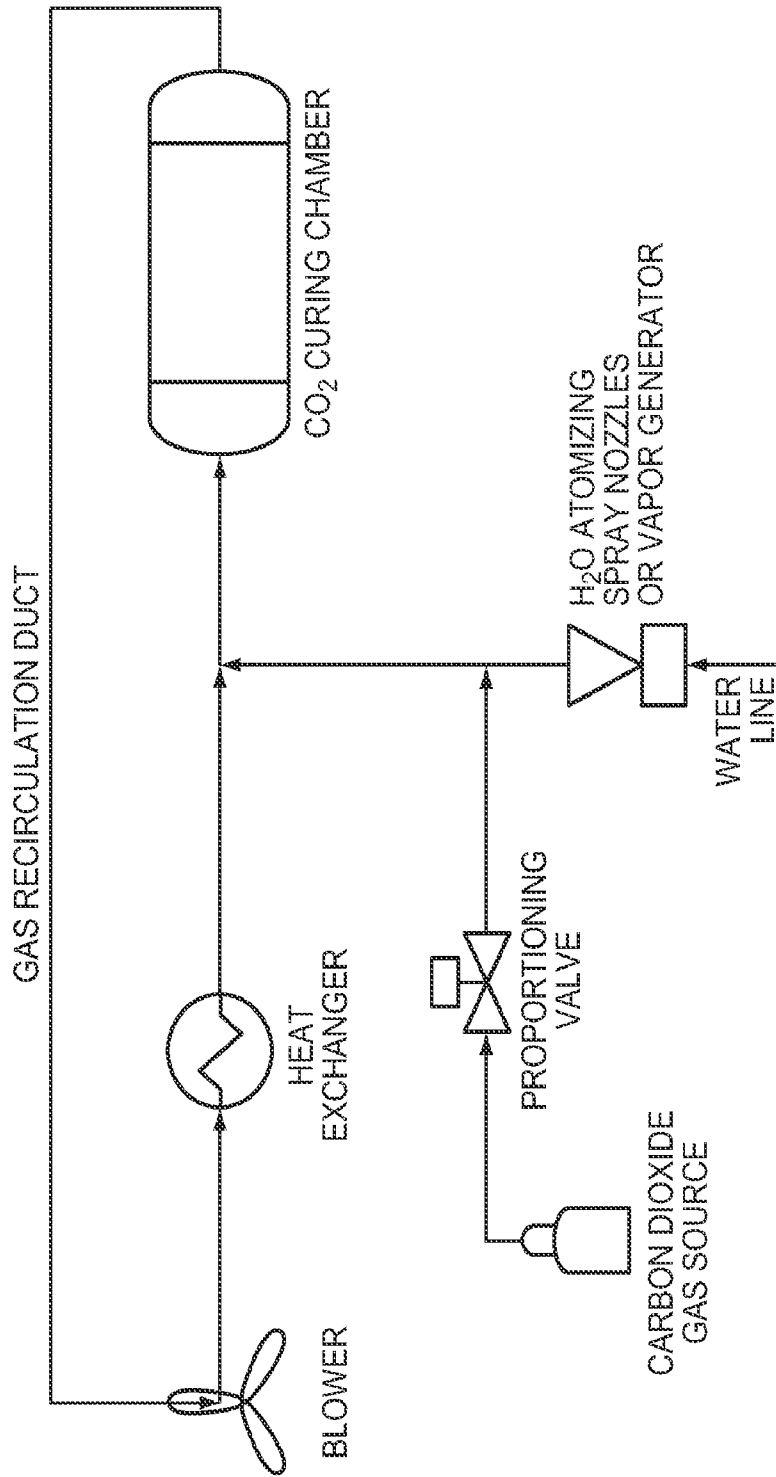 GAS RECIRCULATION DUCT
BLOWER
HEAT
EXCHANGER
CO₂ CURING CHAMBER
CARBON DIOXIDE
GAS SOURCE
PROPORTIONING
VALVE
H₂O ATOMIZING
SPRAY NOZZLES
OR VAPOR GENERATOR
WATER
LINE